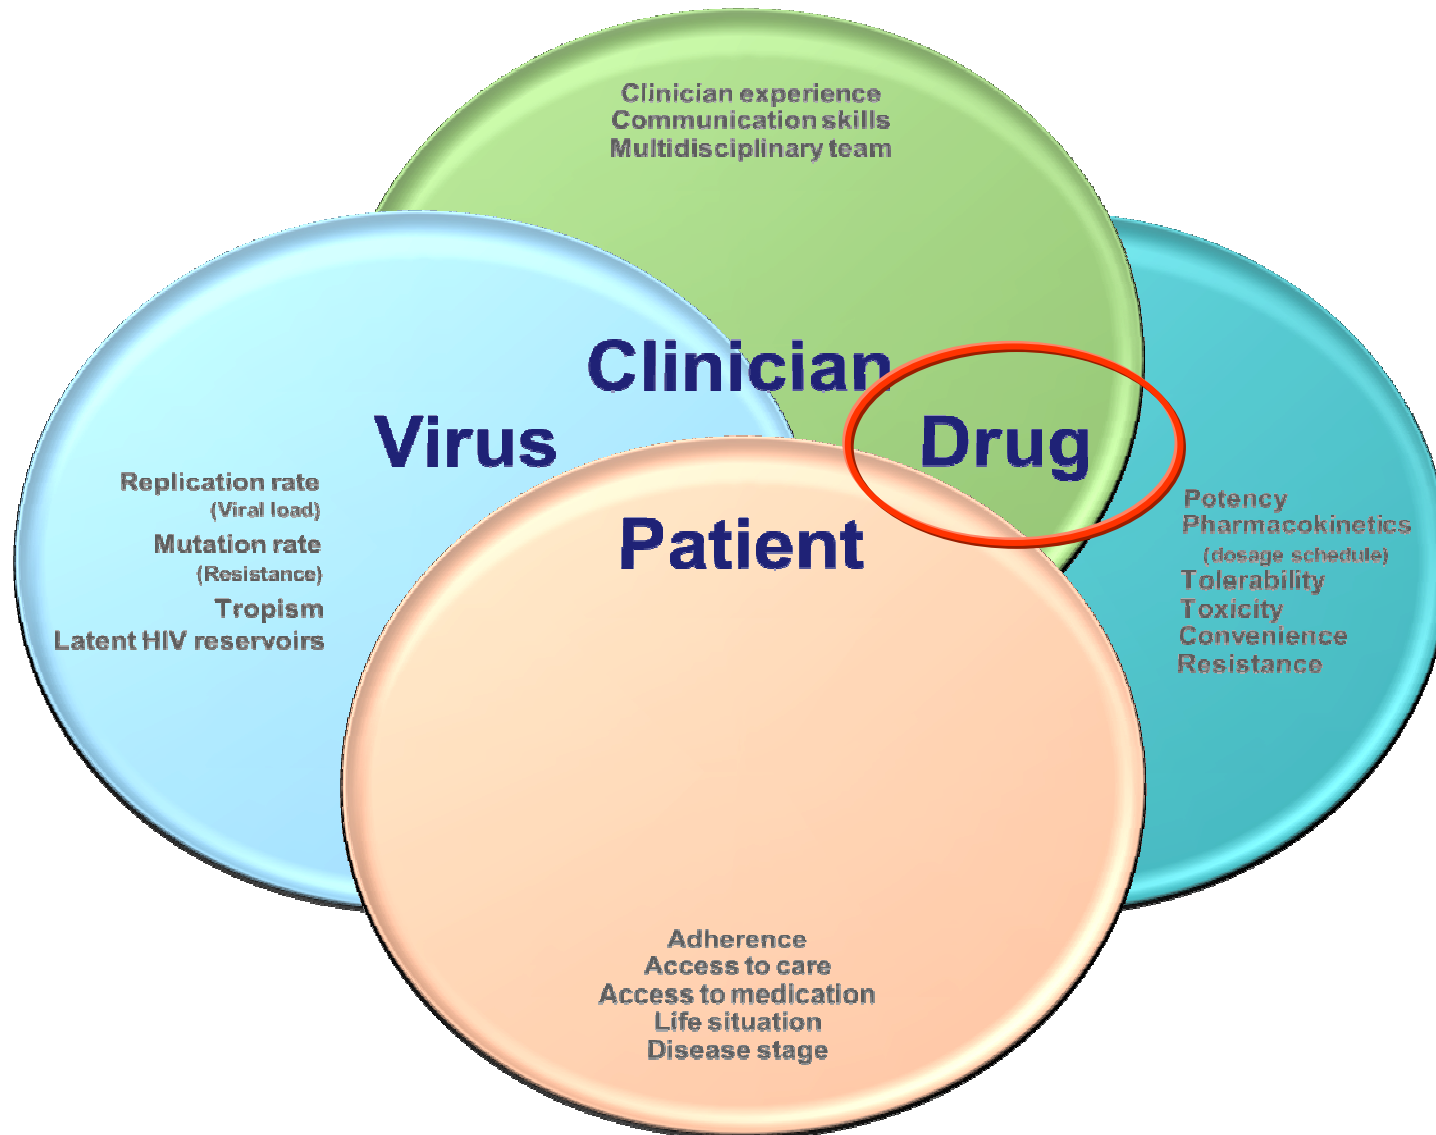 Clinician experience
Communication skills
Multidisciplinary team
Clinician
Virus
Drug
Patient
Replication rate
(Viral load)
Mutation rate
(Resistance)
Tropism
Latent HIV reservoirs
Potency
Pharmacokinetics
(dosage schedule)
Tolerability
Toxicity
Convenience
Resistance
Adherence
Access to care
Access to medication
Life situation
Disease stage